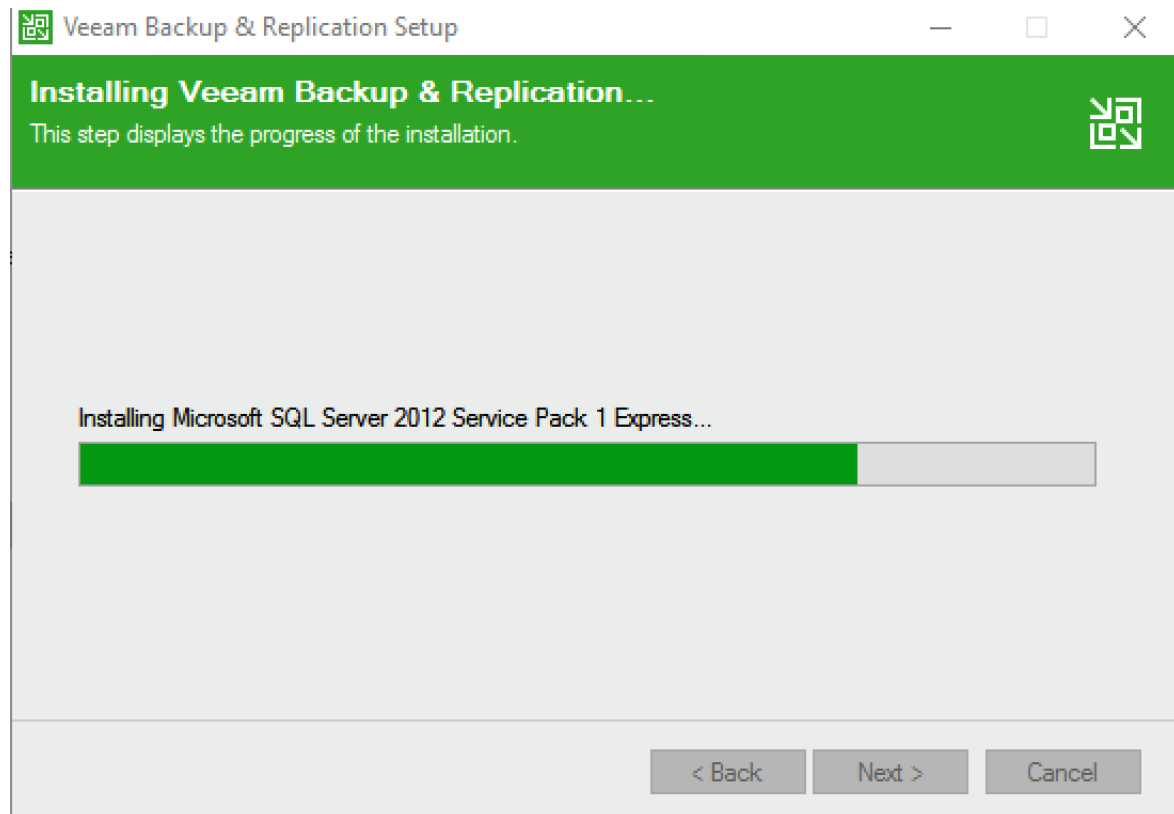 Veeam Backup & Replication Setup
Installing Veeam Backup & Replication...
This step displays the progress of the installation.
Installing Microsoft SQL Server 2012 Service Pack 1 Express...
< Back Next > Cancel